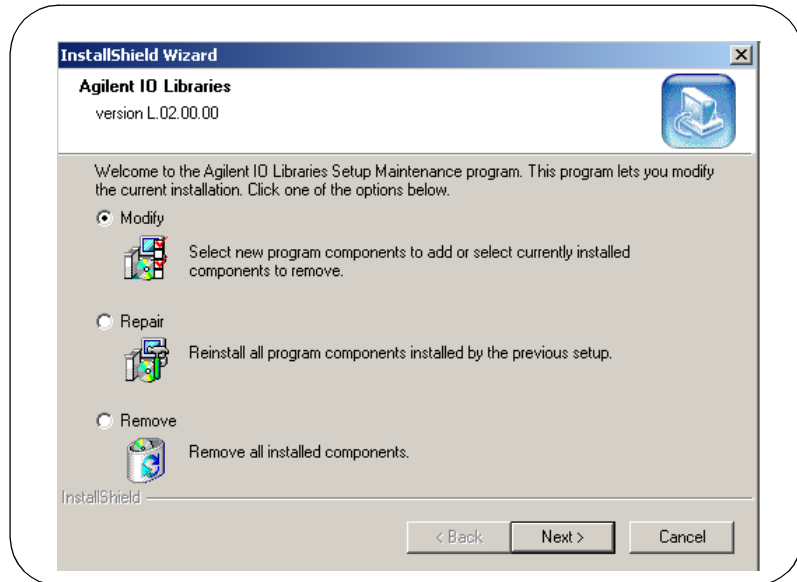 InstallShield Wizard
Agilent IO Libraries
version L.02.00.00
Welcome to the Agilent IO Libraries Setup Maintenance program. This program lets you modify
the current installation. Click one of the options below.
Modify
Select new program components to add or select currently installed
components to remove.
Repair
Reinstall all program components installed by the previous setup.
Remove
Remove all installed components.
InstallShield
< Back
Next >
Cancel